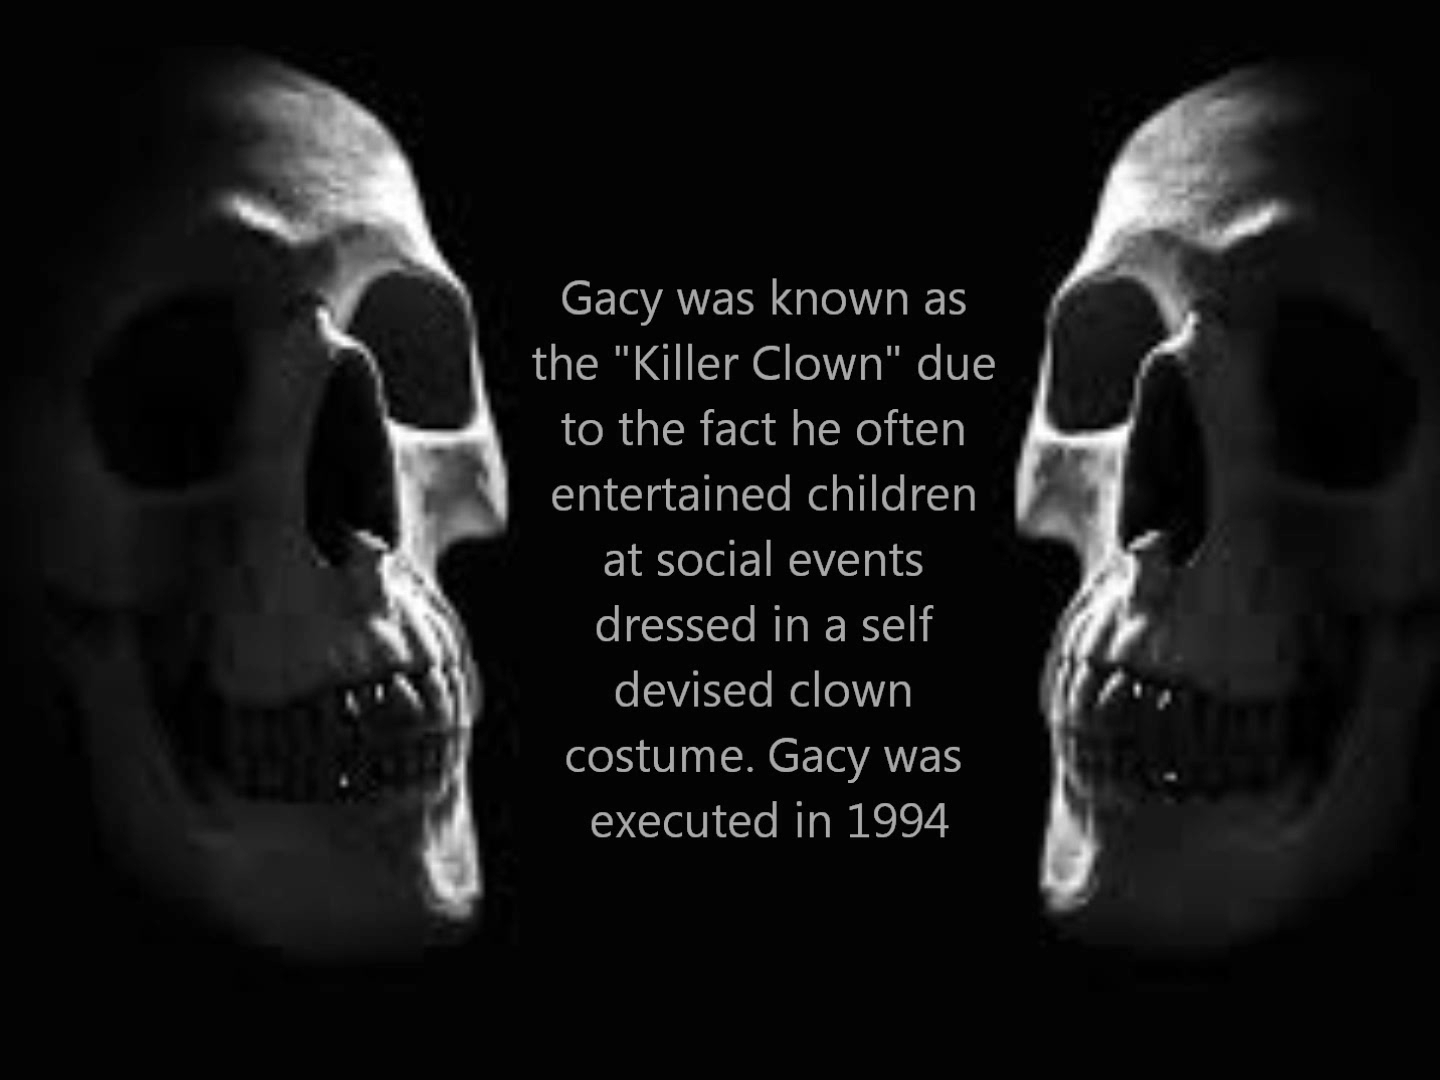 Gacy was known as
the "Killer Clown" due
to the fact he often
entertained children
at social events
dressed in a self
devised clown
costume. Gacy was
executed in 1994